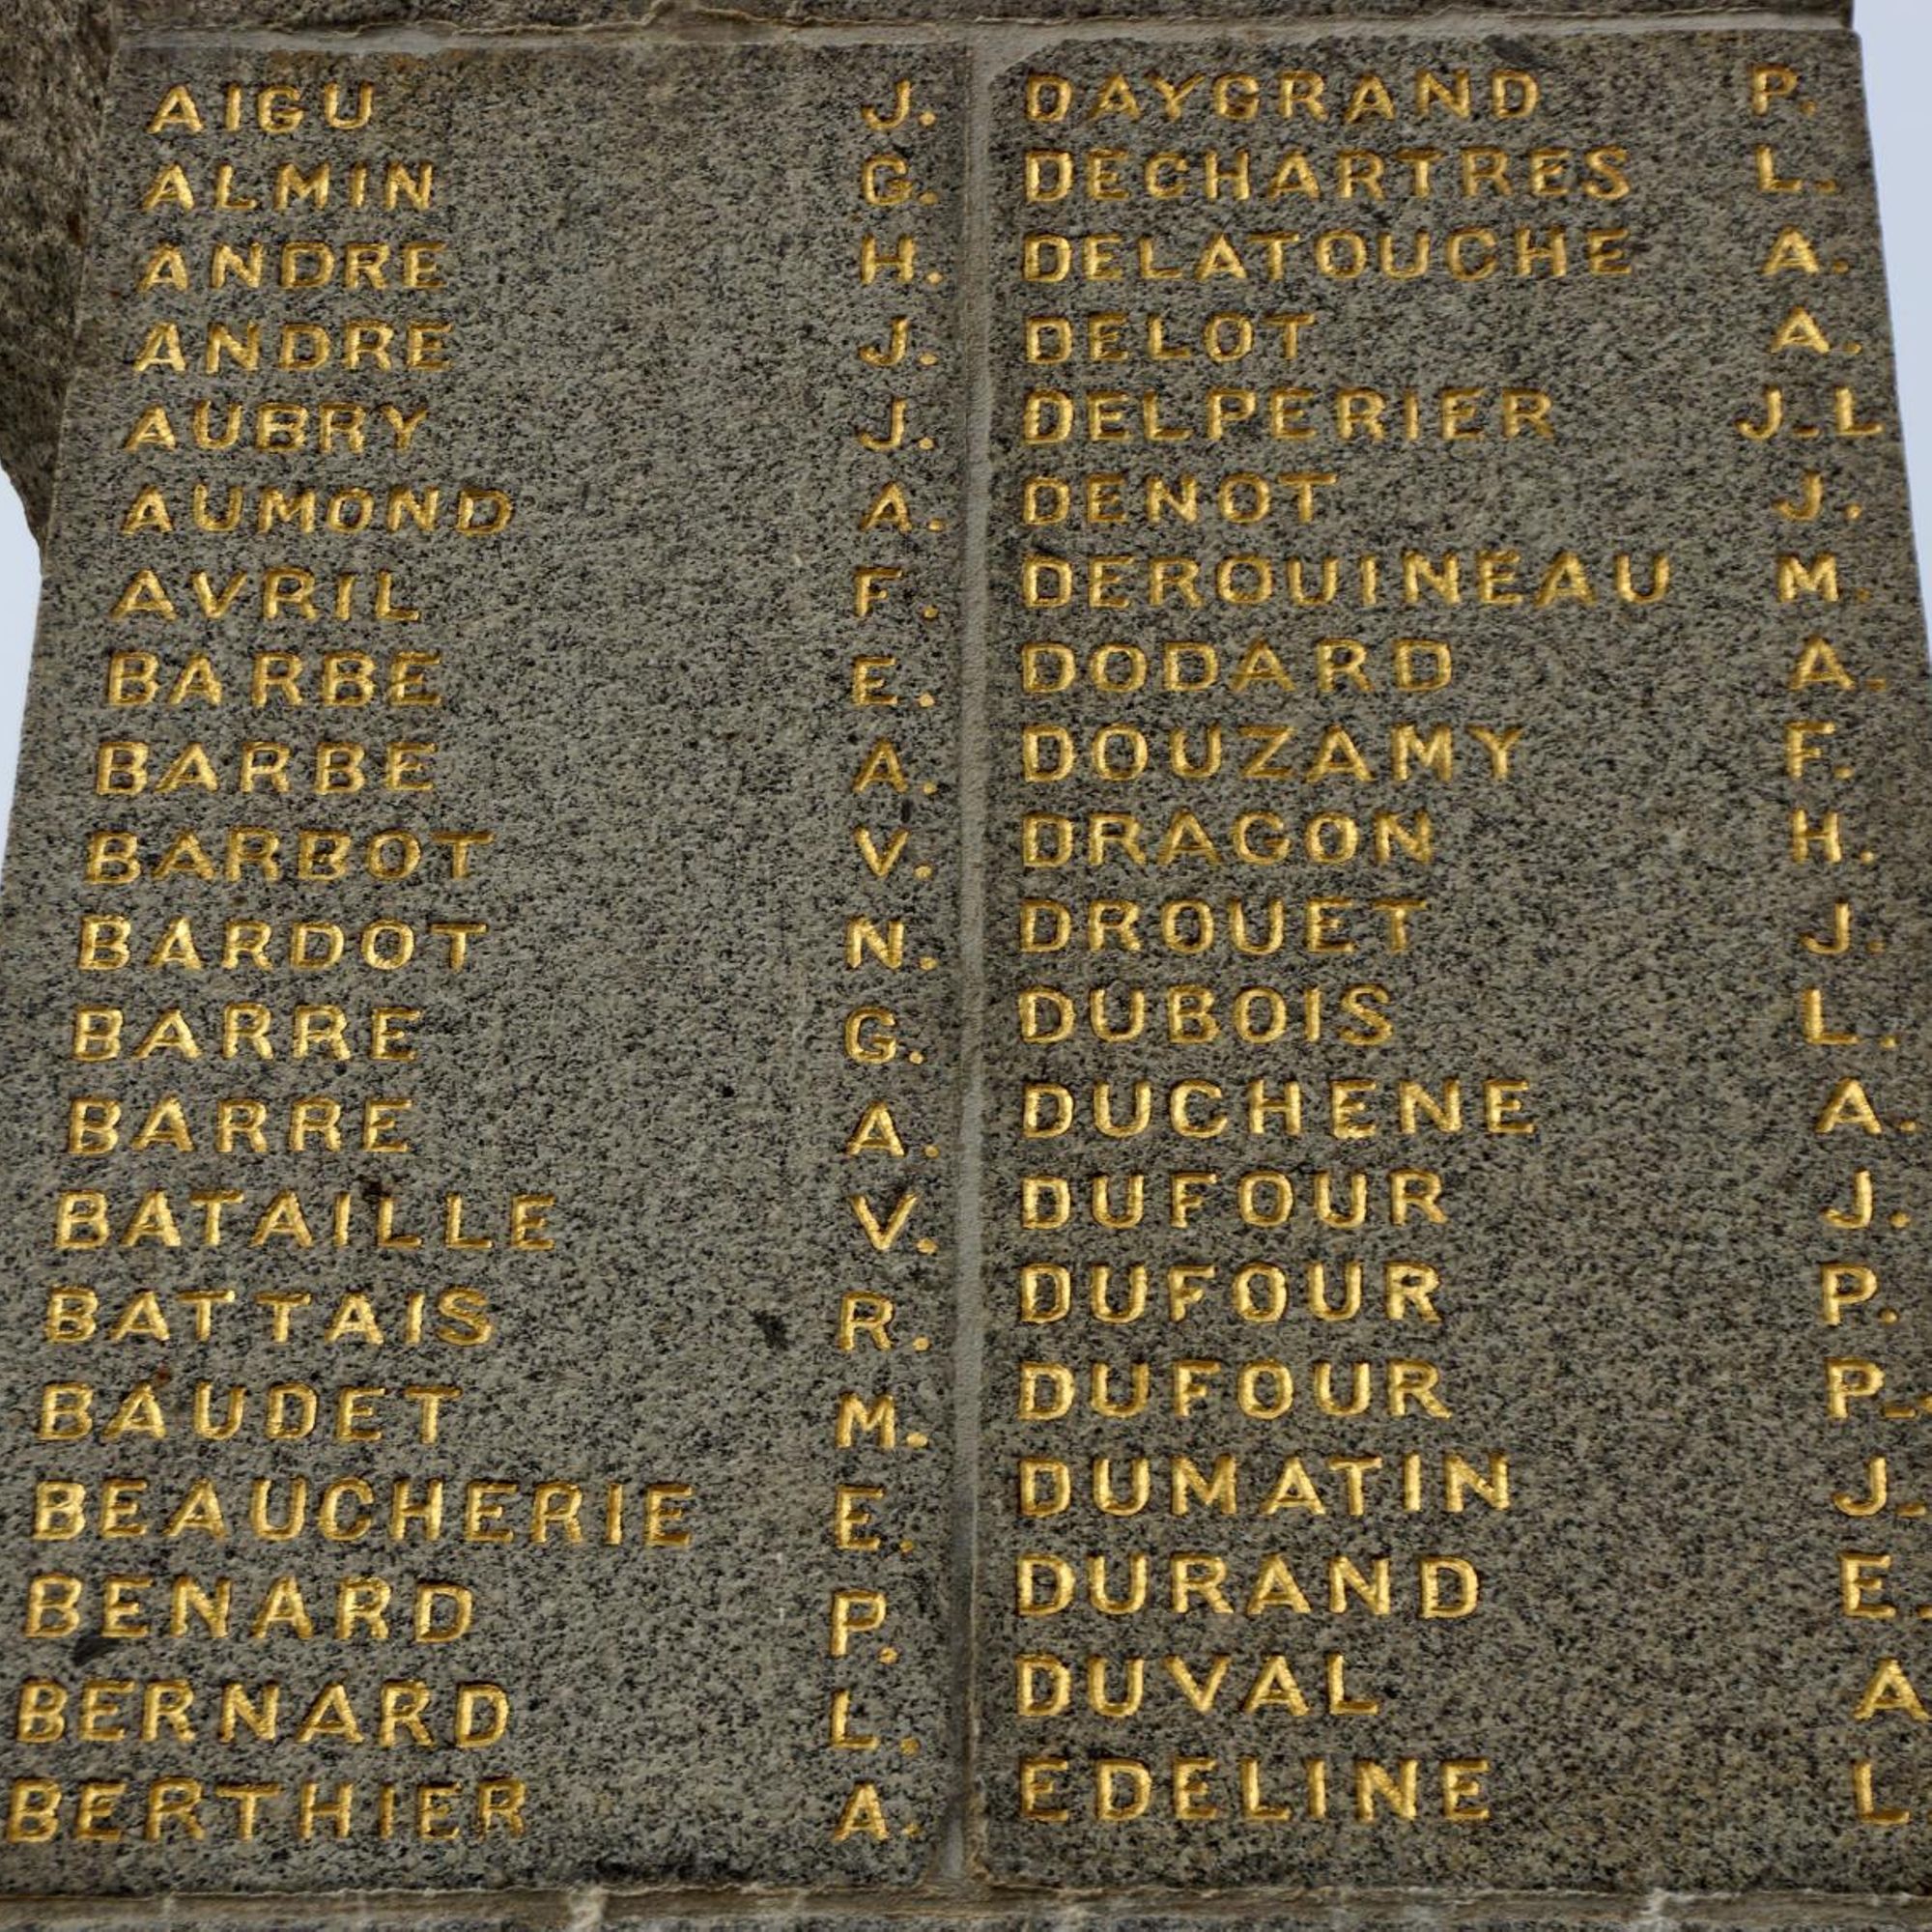 AIGU J.
ALMIN G.
ANDRE H.
ANDRE J.
AUBRY J.
AUMOND A.
AVRIL F.
BARBE E.
BARBE A.
BARBOT V.
BARDOT N.
BARRE G.
BARRE A.
BATAILLE V.
BATTAIS R.
BAUDET M.
BEAUCHERIE E.
BENARD P.
BERNARD L.
BERTHIER A.
DAYGRAND P.
DECHARTRES L.
DELATOUCHE A.
DELOT A.
DELPERIER J.L
DENOT J.
DEROUINEAU M.
DODARD A.
DOUZAMY F.
DRAGON H.
DROUET J.
DUBOIS L.
DUCHENE A.
DUFOUR J.
DUFOUR P.
DUFOUR P.
DUMATIN J.
DURAND E.
DUVAL A
EDELINE L